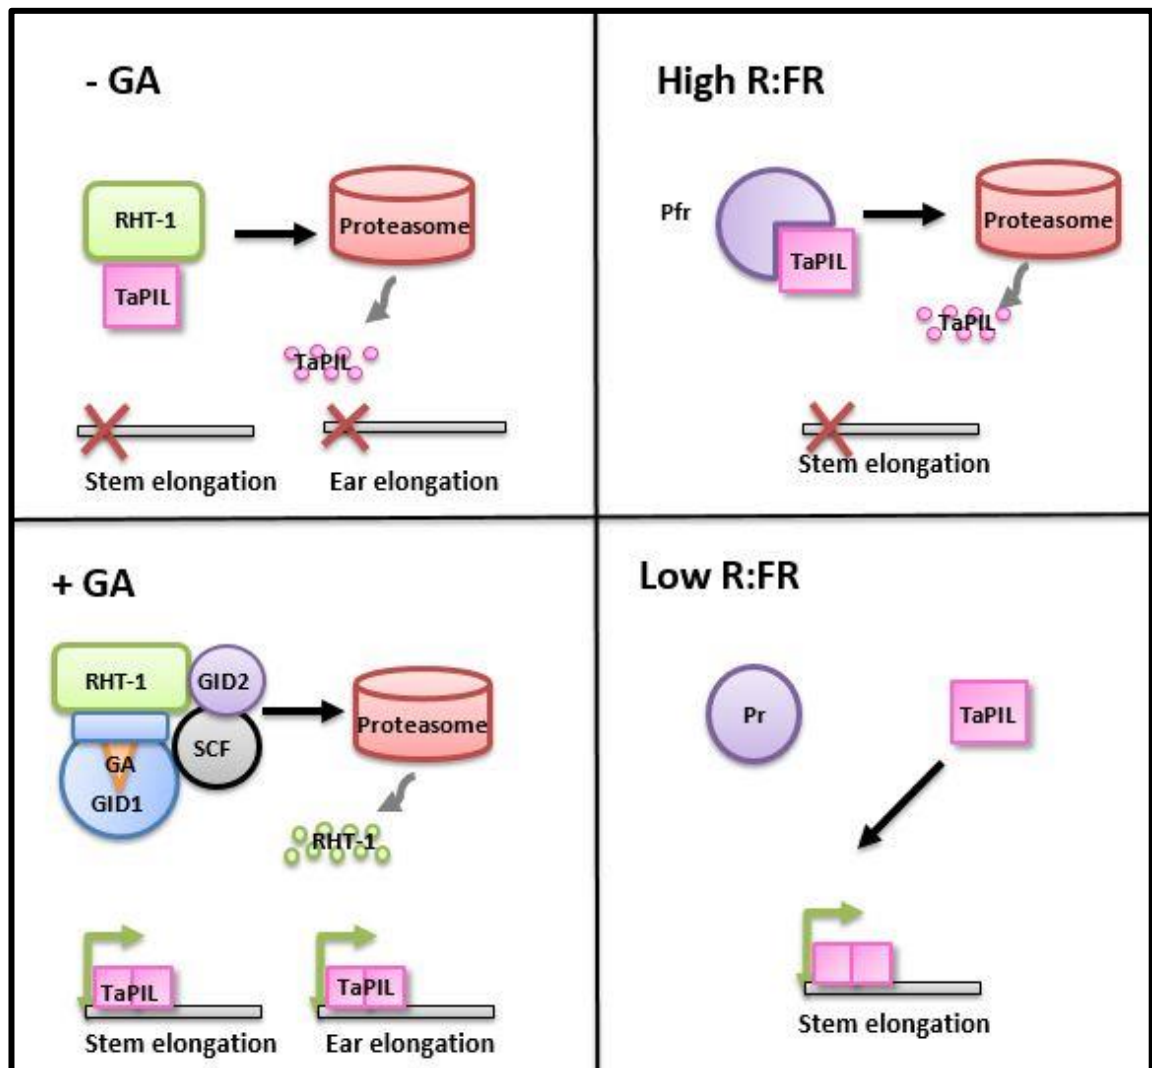 - GA
RHT-1
TaPIL
Proteasome
TaPIL
Stem elongation
Ear elongation
High R:FR
Pfr
TaPIL
Proteasome
TaPIL
Stem elongation
+ GA
RHT-1
GID2
SCF
GA
GID1
Proteasome
RHT-1
TaPIL
TaPIL
Stem elongation
Ear elongation
Low R:FR
Pr
TaPIL
Stem elongation